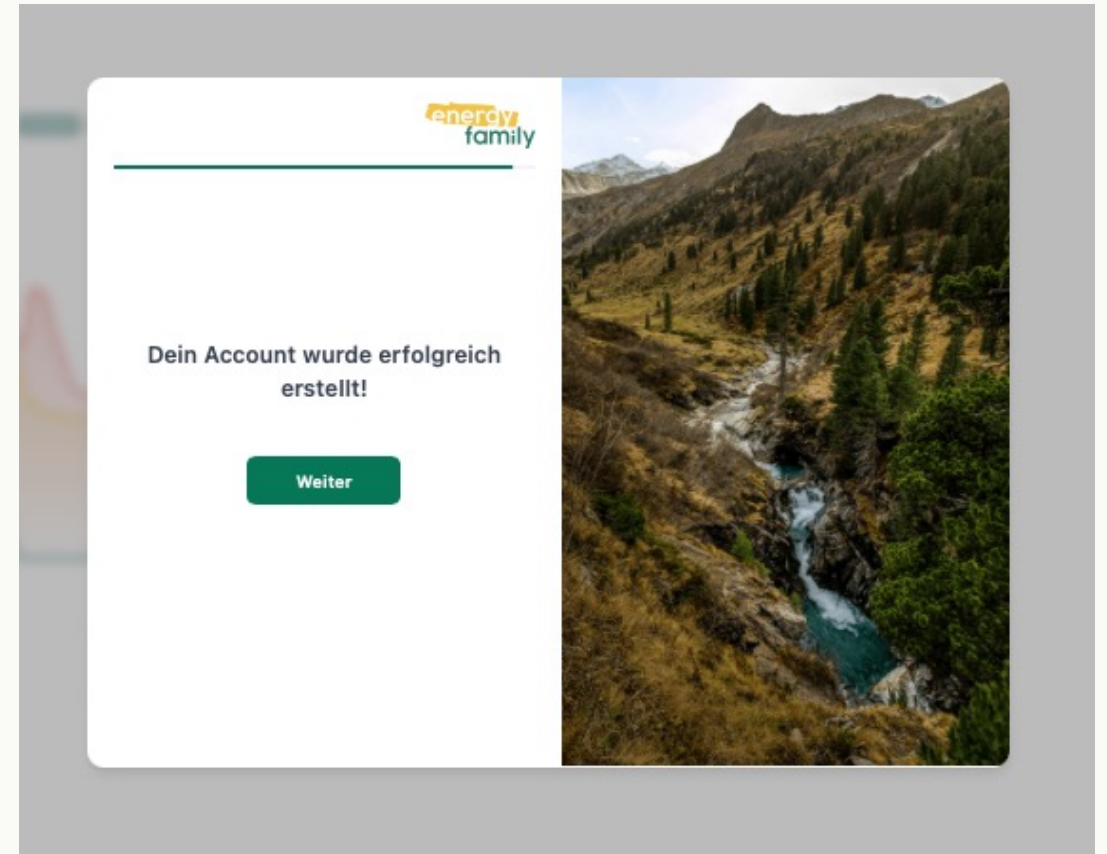 energy
family
Dein Account wurde erfolgreich
erstellt!
Weiter